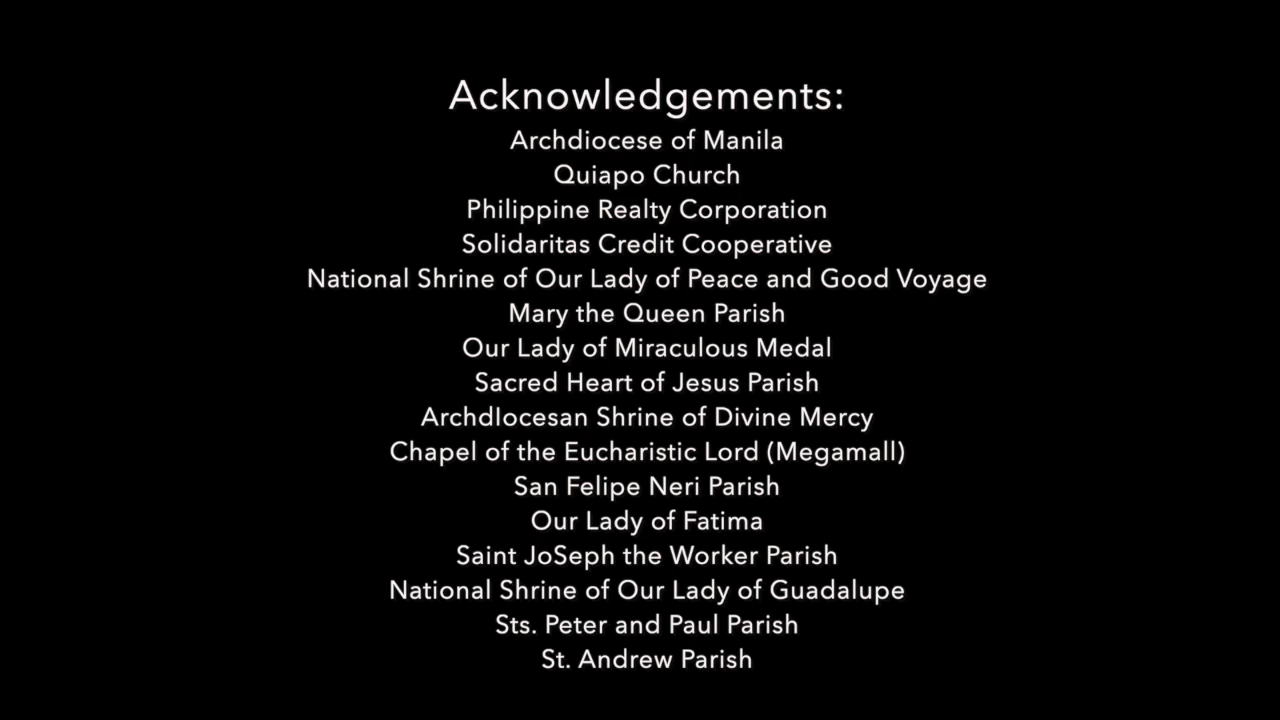 Acknowledgements:
Archdiocese of Manila
Quiapo Church
Philippine Realty Corporation
Solidaritas Credit Cooperative
National Shrine of Our Lady of Peace and Good Voyage
Mary the Queen Parish
Our Lady of Miraculous Medal
Sacred Heart of Jesus Parish
ArchdIocesan Shrine of Divine Mercy
Chapel of the Eucharistic Lord (Megamall)
San Felipe Neri Parish
Our Lady of Fatima
Saint JoSeph the Worker Parish
National Shrine of Our Lady of Guadalupe
Sts. Peter and Paul Parish
St. Andrew Parish